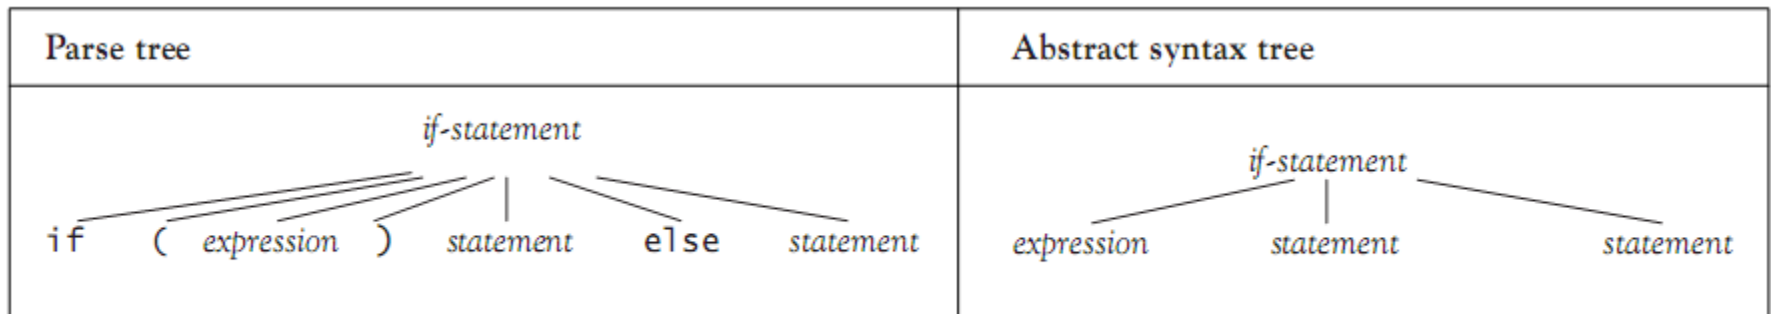 Parse tree
Abstract syntax tree
if-statement
if ( expression ) statement else statement
if-statement
expression statement statement